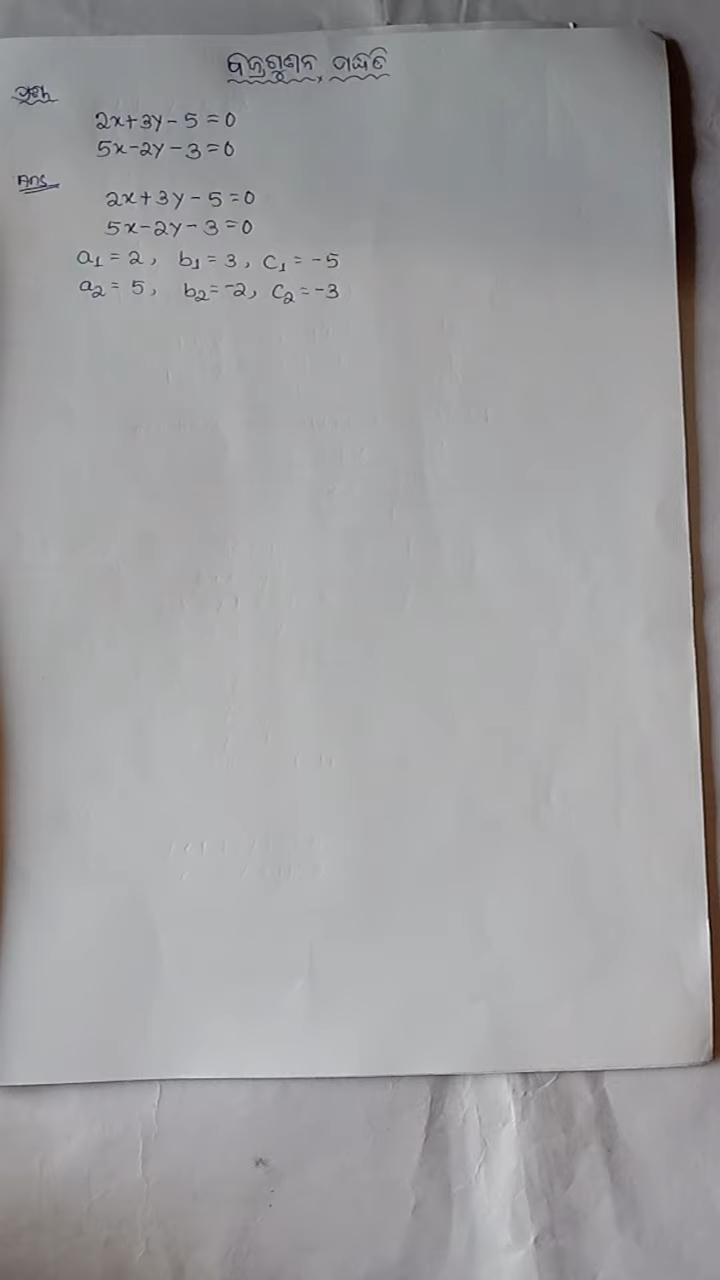 ବଜ୍ରଗୁଣନ ପଦ୍ଧତି
ପ୍ରଶ୍ନ
2x+3y-5=0
5x-2y-3=0
Ans
2x+3y-5=0
5x-2y-3=0
a₁=2, b₁=3, c₁=-5
a₂=5, b₂=-2, c₂=-3